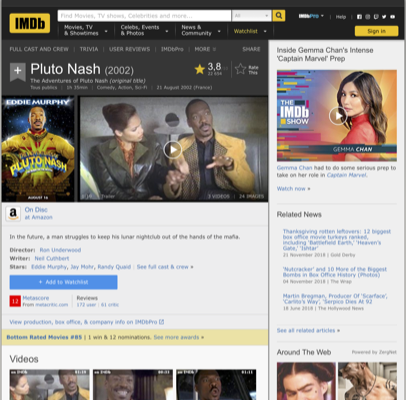 IMDb
Find Movies, TV shows, Celebrities and more...
All
IMDbPro
Help
Movies, TV
& Showtimes
Celebs, Events
& Photos
News &
Community
Watchlist
Sign in
FULL CAST AND CREW | TRIVIA | USER REVIEWS | IMDbPro | MORE
SHARE
Pluto Nash (2002)
The Adventures of Pluto Nash (original title)
Tous publics | 1h 35min | Comedy, Action, Sci-Fi | 21 August 2002 (France)
3,8
Rate
This
EDDIE MURPHY
PLUTO NASH
AUGUST 16
Trailer
3 VIDEOS | 24 IMAGES
On Disc
at Amazon
In the future, a man struggles to keep his lunar nightclub out of the hands of the mafia.
Director: Ron Underwood
Writer: Neil Cuthbert
Stars: Eddie Murphy, Jay Mohr, Randy Quaid | See full cast & crew »
+ Add to Watchlist
12
Metascore
From metacritic.com
Reviews
172 user | 61 critic
View production, box office, & company info on IMDbPro
Bottom Rated Movies #85 | 1 win & 12 nominations. See more awards »
Videos
Inside Gemma Chan's Intense
'Captain Marvel' Prep
THE
IMDb
SHOW
GEMMA CHAN
Gemma Chan had to do some serious prep
to take on her role in Captain Marvel.
Watch now »
Related News
Thanksgiving rotten leftovers: 12 biggest
box office movie turkeys ranked,
including 'Battlefield Earth,' 'Heaven's
Gate,' 'Ishtar'
21 November 2018 | Gold Derby
"Nutcracker" and 10 More of the Biggest
Bombs in Box Office History (Photos)
04 November 2018 | The Wrap
Martin Bregman, Producer Of 'Scarface',
'Carlito's Way', 'Serpico Dies At 92
18 June 2018 | The Hollywood News
See all related articles »
Around The Web
Powered by ZergNet